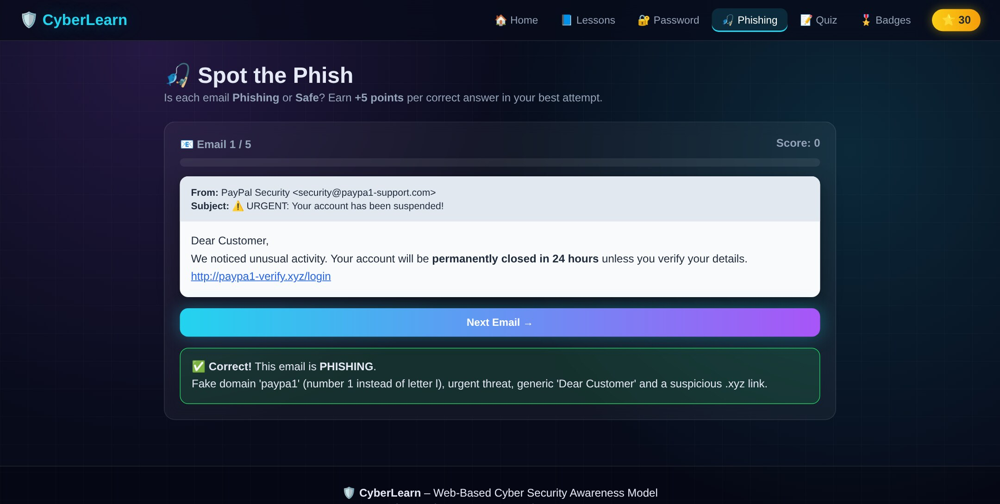 🛡️ CyberLearn
🏠 Home
📘 Lessons
🔐 Password
🎣 Phishing
📝 Quiz
🎖️ Badges
⭐ 30
🎣 Spot the Phish
Is each email Phishing or Safe? Earn +5 points per correct answer in your best attempt.
📧 Email 1 / 5
Score: 0
From: PayPal Security <security@paypa1-support.com>
Subject: ⚠️ URGENT: Your account has been suspended!
Dear Customer,
We noticed unusual activity. Your account will be permanently closed in 24 hours unless you verify your details.
http://paypa1-verify.xyz/login
Next Email →
✅ Correct! This email is PHISHING.
Fake domain 'paypa1' (number 1 instead of letter l), urgent threat, generic 'Dear Customer' and a suspicious .xyz link.
🛡️ CyberLearn – Web-Based Cyber Security Awareness Model